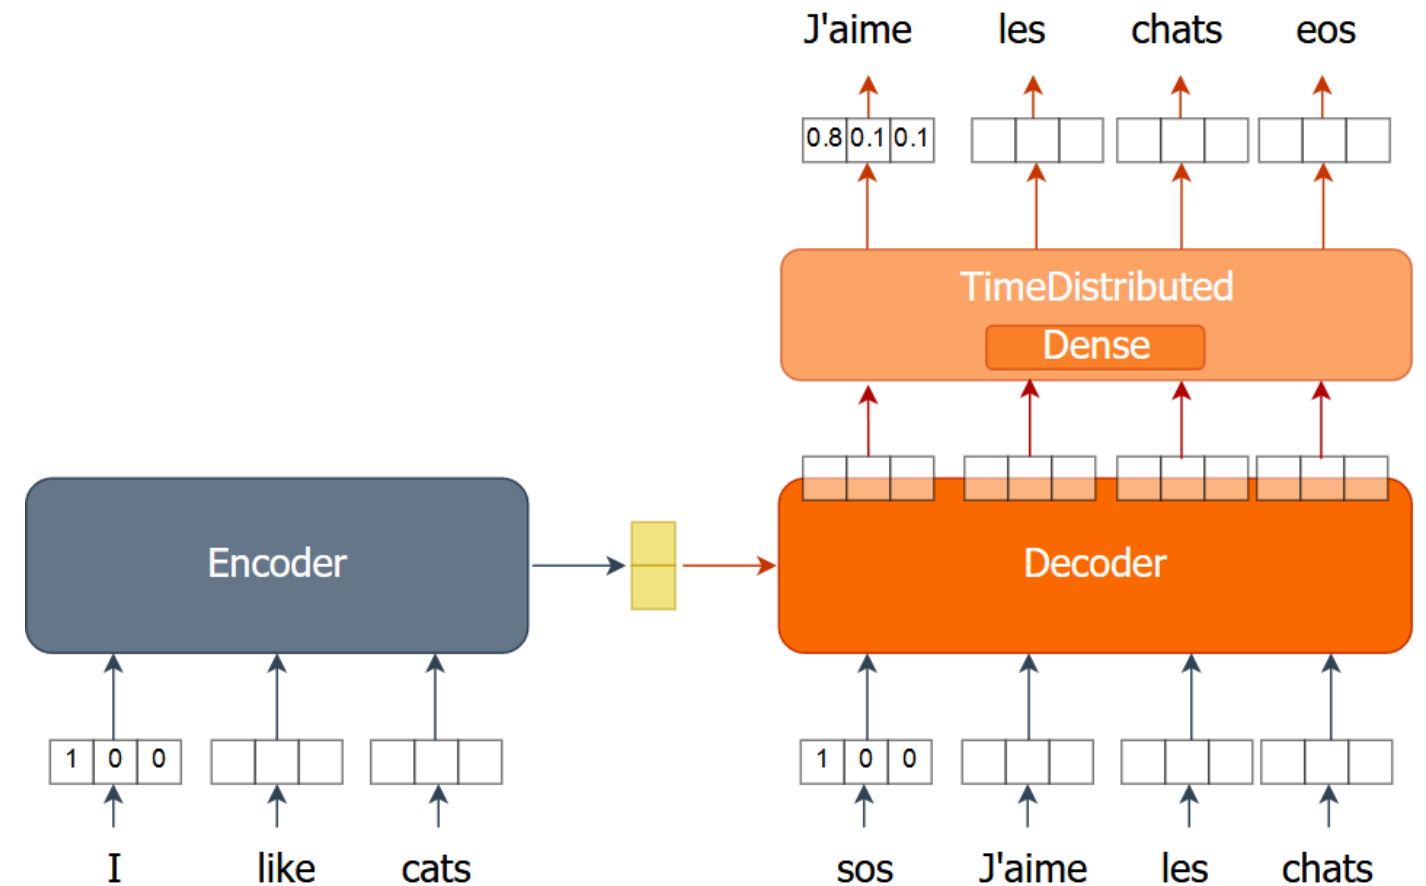 J'aime les chats eos
0.8 0.1 0.1
TimeDistributed
Dense
Encoder
Decoder
1 0 0
1 0 0
I like cats
sos J'aime les chats